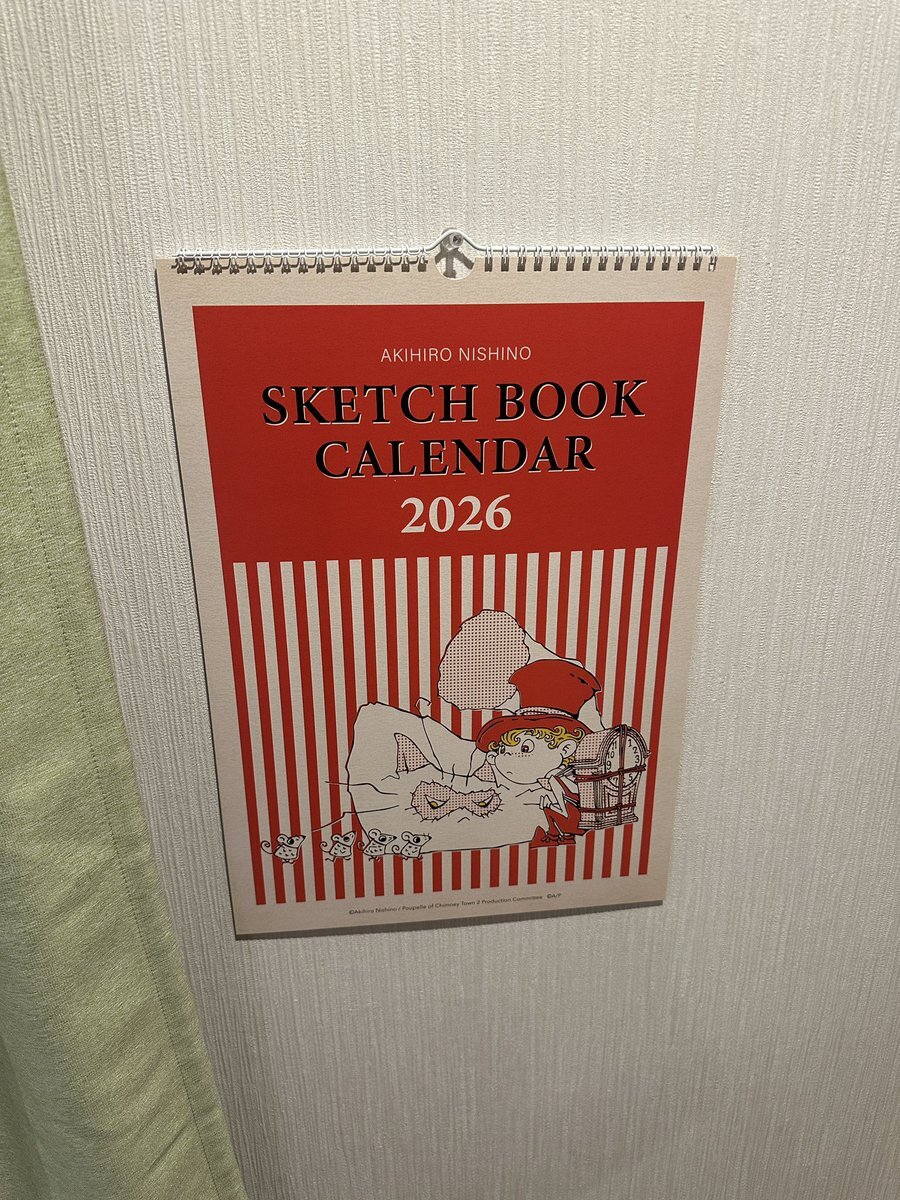 AKIHIRO NISHINO
SKETCH BOOK
CALENDAR
2026
©Akihiro Nishino / Poupelle of Chimney Town 2 Production Committee ©A/P